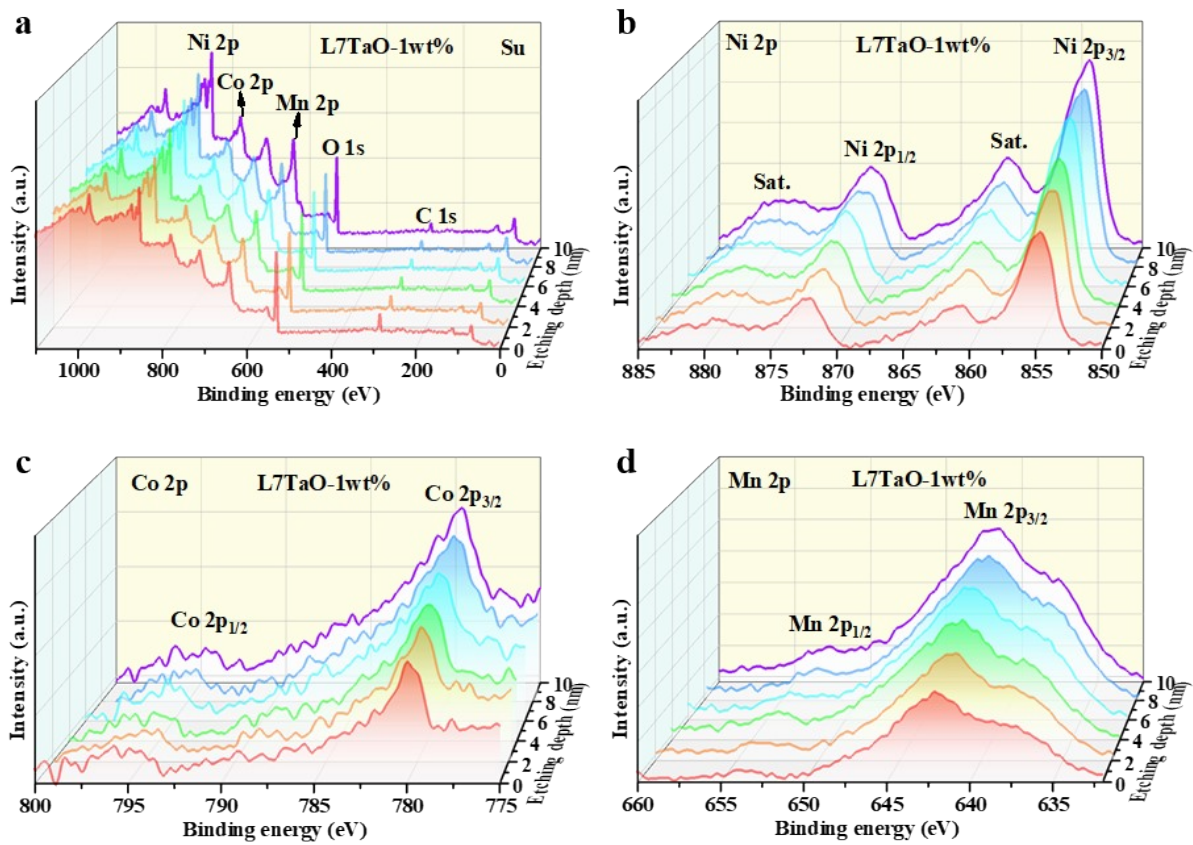 a
L7TaO-1wt%
Su
Ni 2p
Co 2p
Mn 2p
O 1s
C 1s
Intensity (a.u.)
1000
800
600
400
200
0
Binding energy (eV)
0
2
4
6
8
10
Etching depth (nm)
b
Ni 2p
L7TaO-1wt%
Ni 2p3/2
Sat.
Ni 2p1/2
Sat.
Intensity (a.u.)
885
880
875
870
865
860
855
850
Binding energy (eV)
0
2
4
6
8
10
Etching depth (nm)
c
Co 2p
L7TaO-1wt%
Co 2p3/2
Co 2p1/2
Intensity (a.u.)
800
795
790
785
780
775
Binding energy (eV)
0
2
4
6
8
10
Etching depth (nm)
d
Mn 2p
L7TaO-1wt%
Mn 2p3/2
Mn 2p1/2
Intensity (a.u.)
660
655
650
645
640
635
Binding energy (eV)
0
2
4
6
8
10
Etching depth (nm)